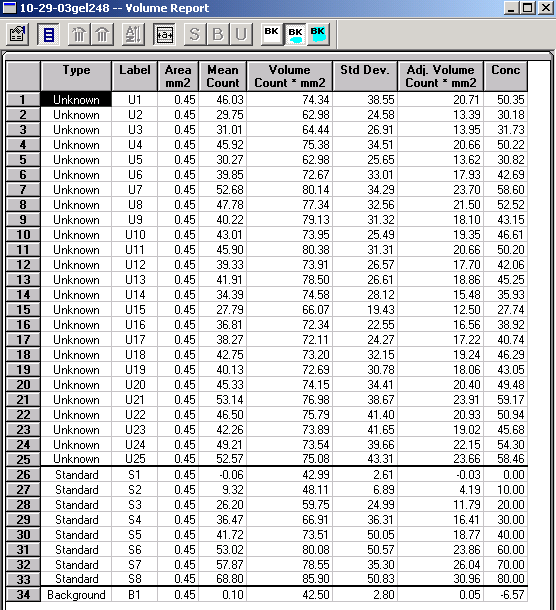 10-29-03gel248 -- Volume Report
S B U BK BK BK
Type Label Area mm2 Mean Count Volume Count * mm2 Std Dev. Adj. Volume Count * mm2 Conc
1 Unknown U1 0.45 46.03 74.34 38.55 20.71 50.35
2 Unknown U2 0.45 29.75 62.98 24.58 13.39 30.18
3 Unknown U3 0.45 31.01 64.44 26.91 13.95 31.73
4 Unknown U4 0.45 45.92 75.38 34.51 20.66 50.22
5 Unknown U5 0.45 30.27 62.98 25.65 13.62 30.82
6 Unknown U6 0.45 39.85 72.67 33.01 17.93 42.69
7 Unknown U7 0.45 52.68 80.14 34.29 23.70 58.60
8 Unknown U8 0.45 47.78 77.34 32.56 21.50 52.52
9 Unknown U9 0.45 40.22 79.13 31.32 18.10 43.15
10 Unknown U10 0.45 43.01 73.95 25.49 19.35 46.61
11 Unknown U11 0.45 45.90 80.38 31.31 20.66 50.20
12 Unknown U12 0.45 39.33 73.91 26.57 17.70 42.06
13 Unknown U13 0.45 41.91 78.50 26.61 18.86 45.25
14 Unknown U14 0.45 34.39 74.58 28.12 15.48 35.93
15 Unknown U15 0.45 27.79 66.07 19.43 12.50 27.74
16 Unknown U16 0.45 36.81 72.34 22.55 16.56 38.92
17 Unknown U17 0.45 38.27 72.11 24.27 17.22 40.74
18 Unknown U18 0.45 42.75 73.20 32.15 19.24 46.29
19 Unknown U19 0.45 40.13 72.69 30.78 18.06 43.05
20 Unknown U20 0.45 45.33 74.15 34.41 20.40 49.48
21 Unknown U21 0.45 53.14 76.98 38.67 23.91 59.17
22 Unknown U22 0.45 46.50 75.79 41.40 20.93 50.94
23 Unknown U23 0.45 42.26 73.89 41.65 19.02 45.68
24 Unknown U24 0.45 49.21 73.54 39.66 22.15 54.30
25 Unknown U25 0.45 52.57 75.08 43.31 23.66 58.46
26 Standard S1 0.45 -0.06 42.99 2.61 -0.03 0.00
27 Standard S2 0.45 9.32 48.11 6.89 4.19 10.00
28 Standard S3 0.45 26.20 59.75 24.99 11.79 20.00
29 Standard S4 0.45 36.47 66.91 36.31 16.41 30.00
30 Standard S5 0.45 41.72 73.51 50.05 18.77 40.00
31 Standard S6 0.45 53.02 80.08 50.57 23.86 60.00
32 Standard S7 0.45 57.87 78.55 35.30 26.04 70.00
33 Standard S8 0.45 68.80 85.90 50.83 30.96 80.00
34 Background B1 0.45 0.10 42.50 2.80 0.05 -6.57